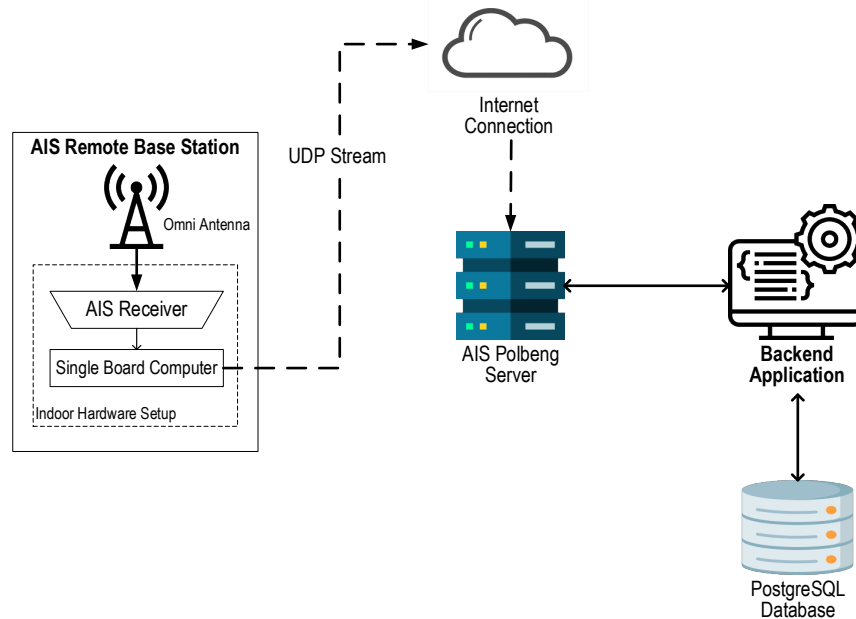 AIS Remote Base Station
Omni Antenna
AIS Receiver
Single Board Computer
Indoor Hardware Setup
UDP Stream
Internet
Connection
AIS Polbeng
Server
Backend
Application
PostgreSQL
Database